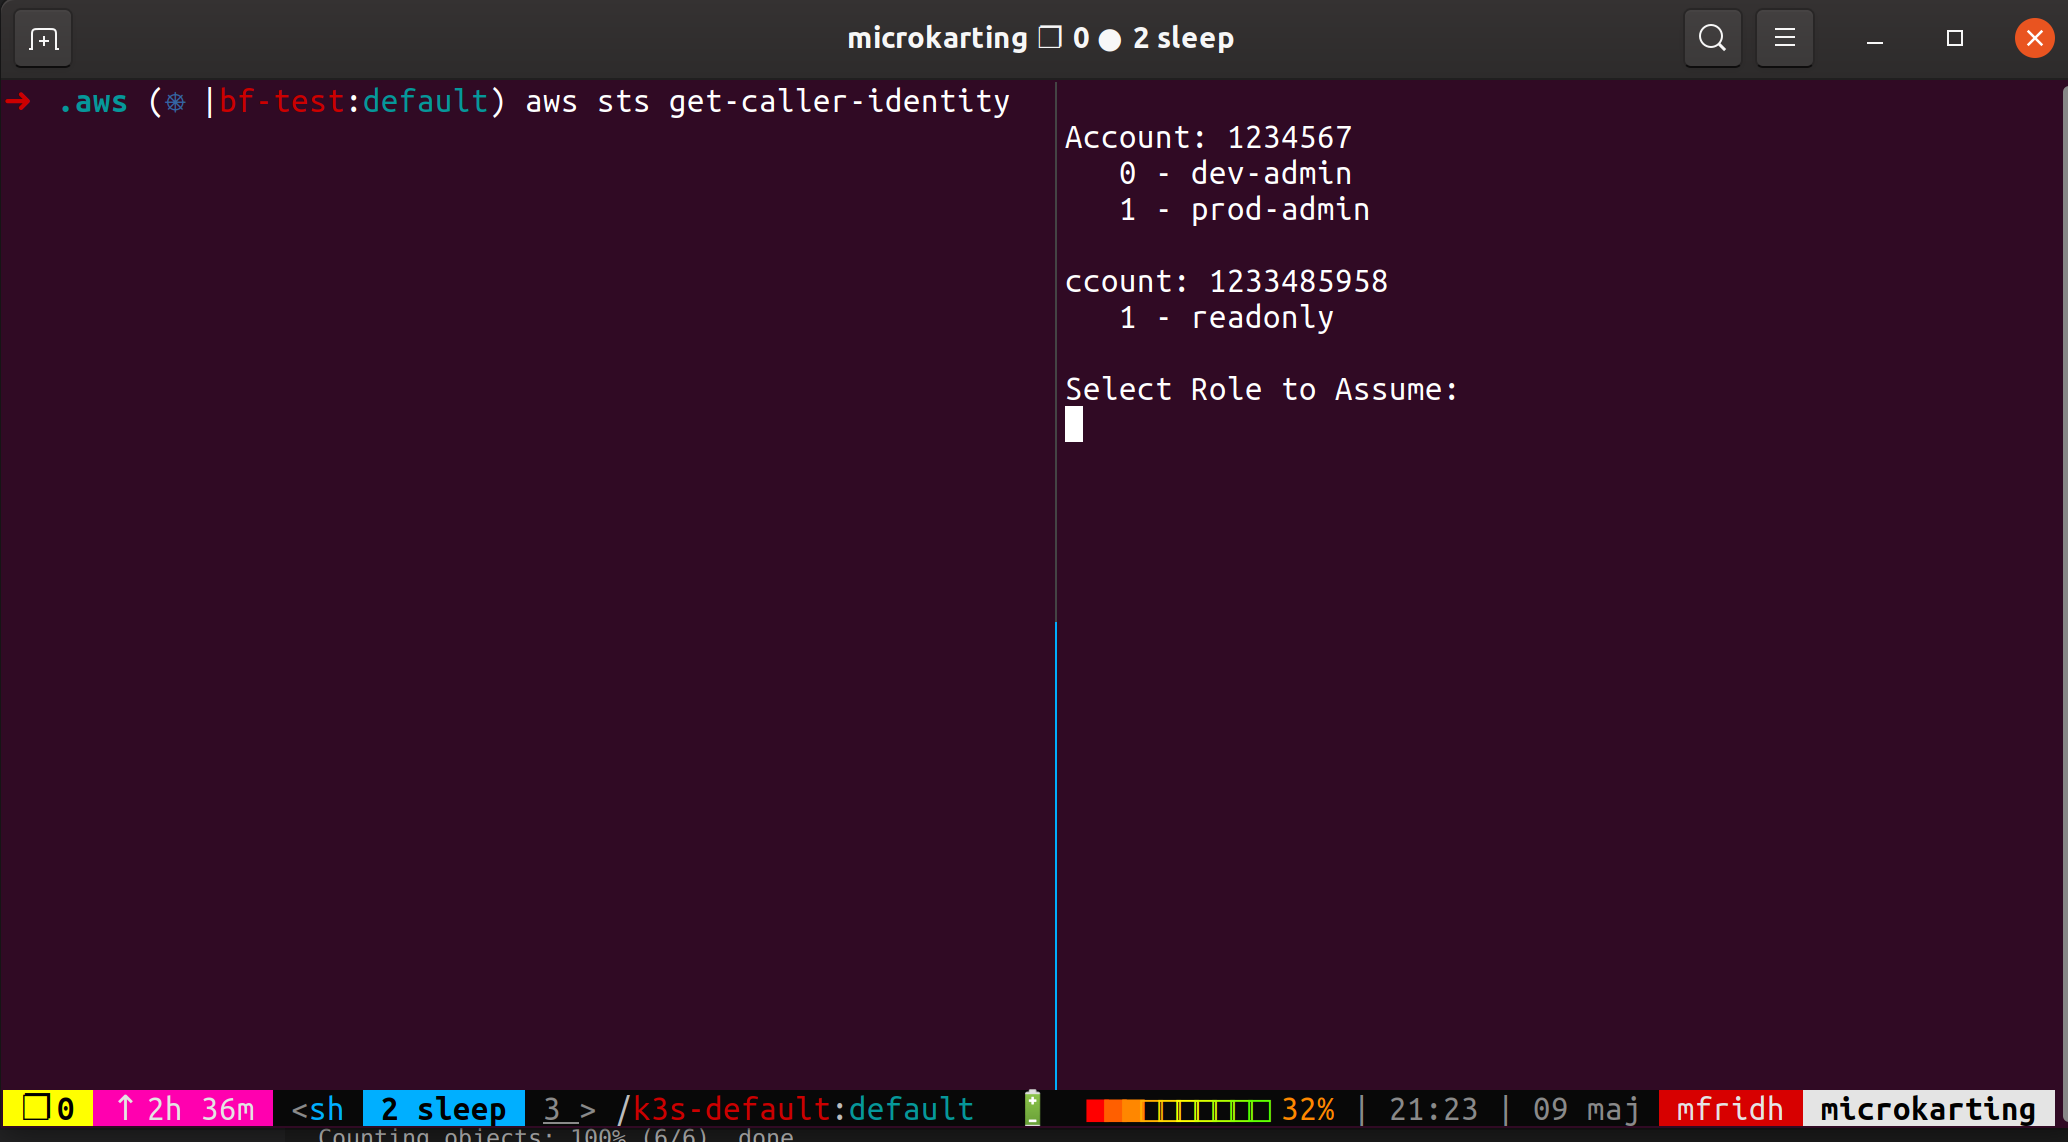 microkarting ❐ 0 ● 2 sleep
➜ .aws (⎈ |bf-test:default) aws sts get-caller-identity
Account: 1234567
0 - dev-admin
1 - prod-admin
ccount: 1233485958
1 - readonly
Select Role to Assume:
❐ 0 ↑ 2h 36m <sh 2 sleep 3 > /k3s-default:default 32% | 21:23 | 09 maj mfridh microkarting
Counting objects: 100% (6/6), done